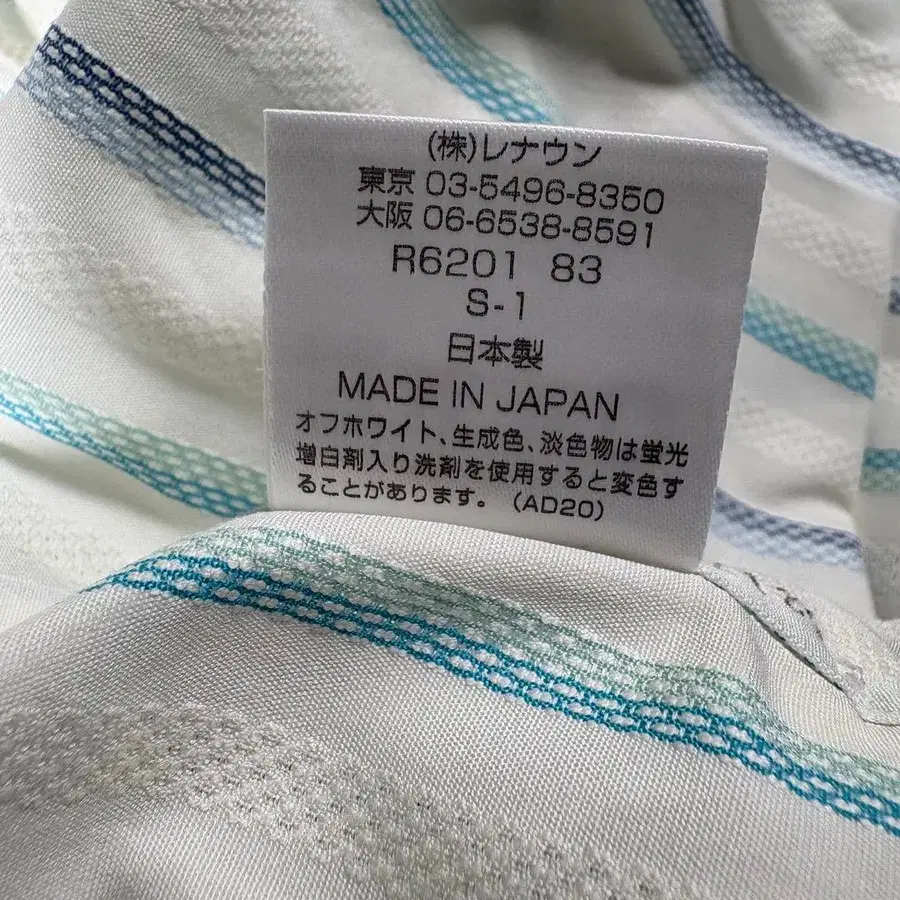 (株)レナウン
東京 03-5496-8350
大阪 06-6538-8591
R6201 83
S-1
日本製
MADE IN JAPAN
オフホワイト、生成色、淡色物は蛍光
増白剤入り洗剤を使用すると変色す
ることがあります。(AD20)